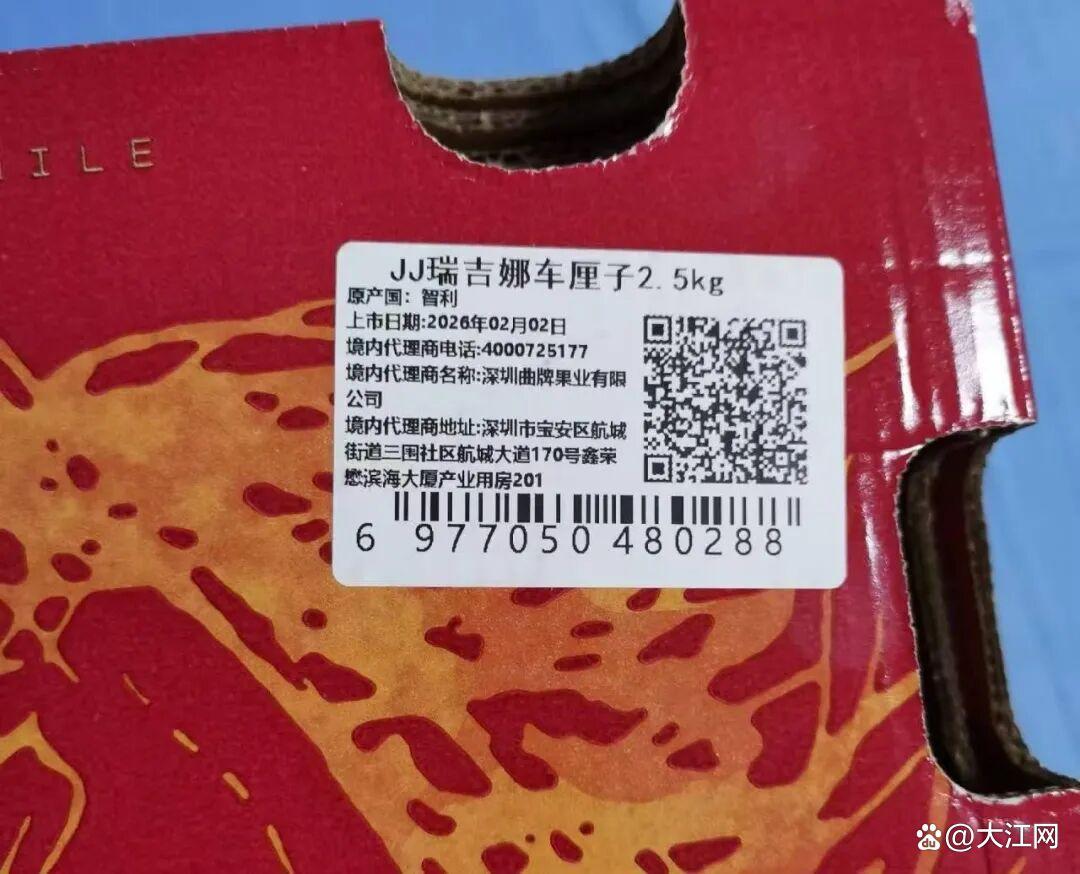 ILE
JJ瑞吉娜车厘子2.5kg
原产国：智利
上市日期:2026年02月02日
境内代理商电话:4000725177
境内代理商名称:深圳曲牌果业有限
公司
境内代理商地址:深圳市宝安区航城
街道三围社区航城大道170号鑫荣
懋滨海大厦产业用房201
6 977050 480288
du @大江网